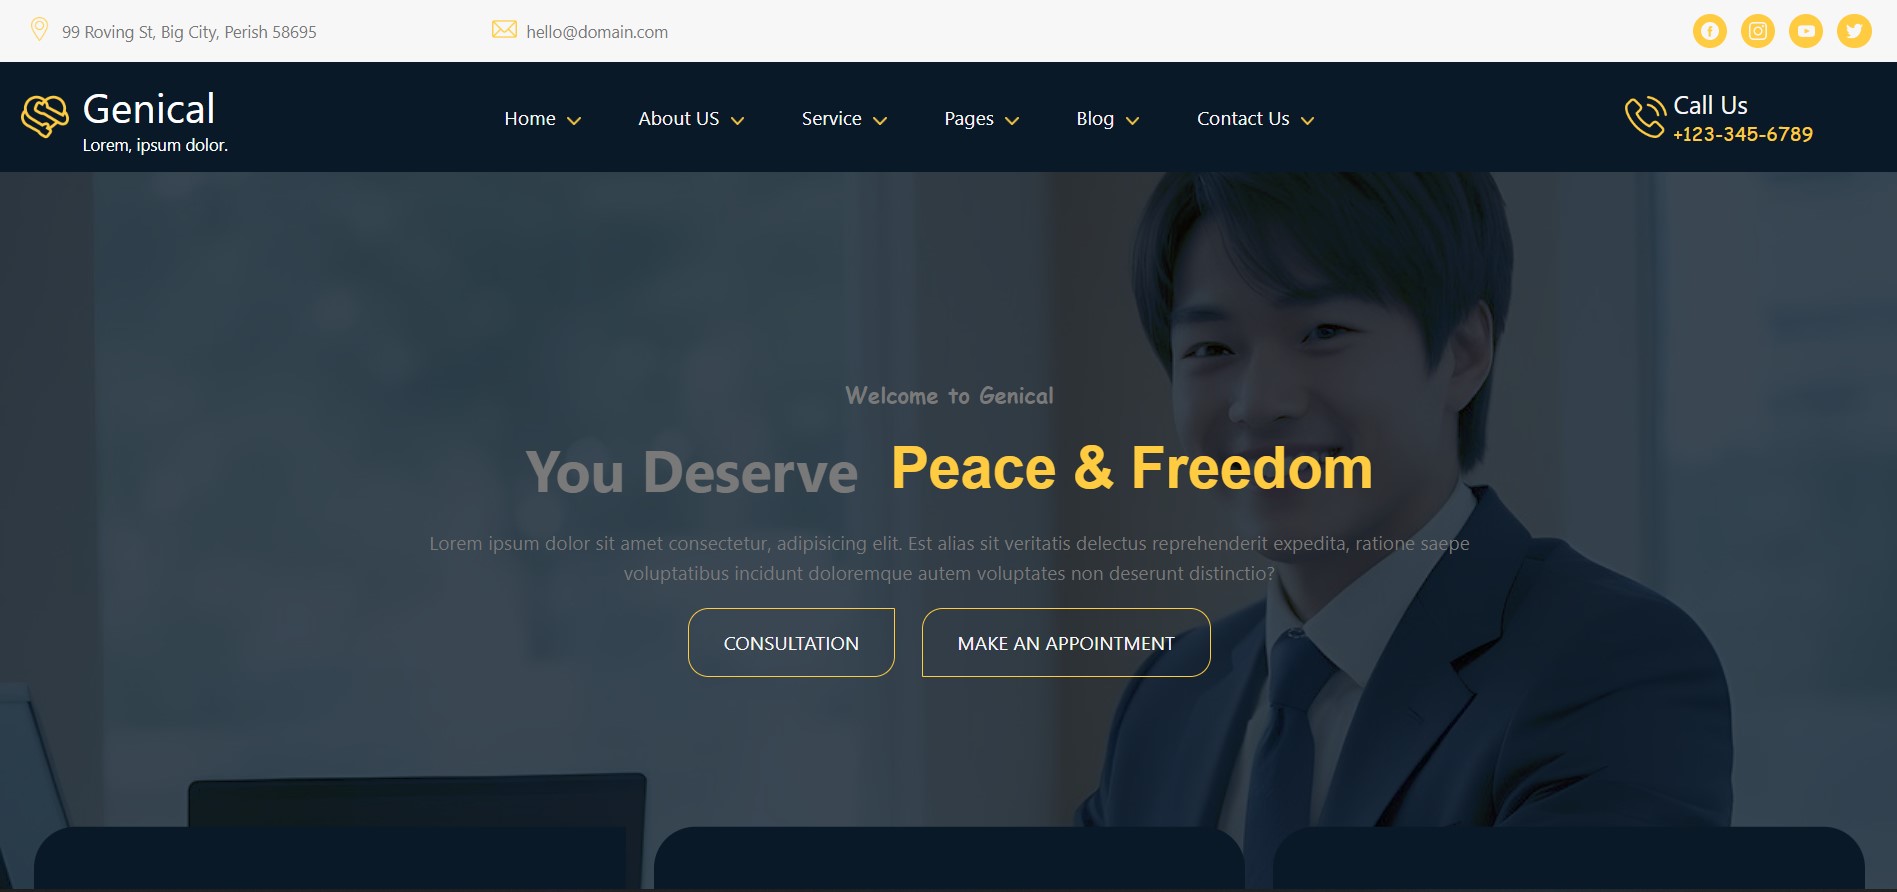 99 Roving St, Big City, Perish 58695
hello@domain.com
Genical
Lorem, ipsum dolor.
Home
About US
Service
Pages
Blog
Contact Us
Call Us
+123-345-6789
Welcome to Genical
You Deserve Peace & Freedom
Lorem ipsum dolor sit amet consectetur, adipisicing elit. Est alias sit veritatis delectus reprehenderit expedita, ratione saepe
voluptatibus incidunt doloremque autem voluptates non deserunt distinctio?
CONSULTATION
MAKE AN APPOINTMENT